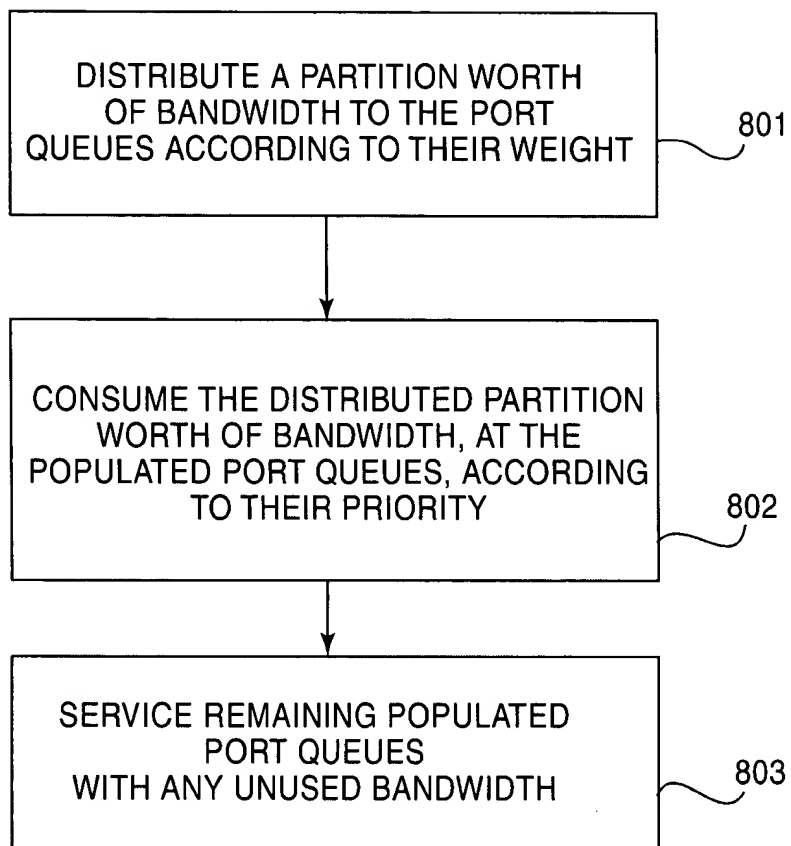 DISTRIBUTE A PARTITION WORTH
OF BANDWIDTH TO THE PORT
QUEUES ACCORDING TO THEIR WEIGHT
801
CONSUME THE DISTRIBUTED PARTITION
WORTH OF BANDWIDTH, AT THE
POPULATED PORT QUEUES, ACCORDING
TO THEIR PRIORITY
802
SERVICE REMAINING POPULATED
PORT QUEUES
WITH ANY UNUSED BANDWIDTH
803